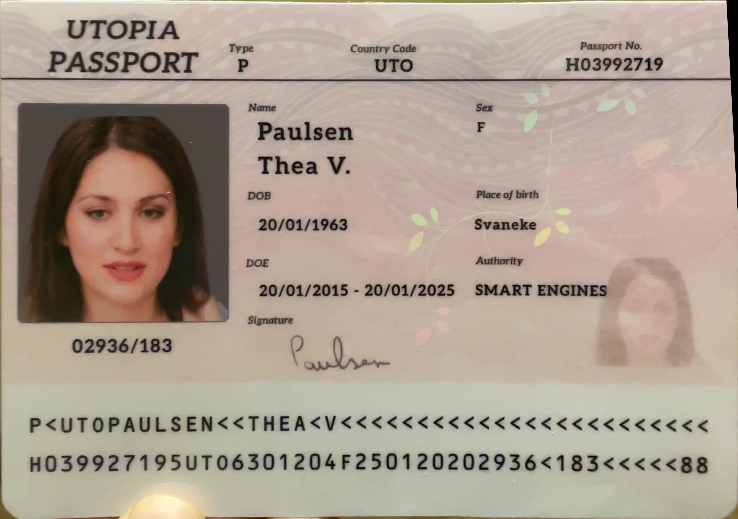 UTOPIA
PASSPORT
Type
P
Country Code
UTO
Passport No.
H03992719
Name
Paulsen
Thea V.
Sex
F
DOB
20/01/1963
Place of birth
Svaneke
DOE
20/01/2015 - 20/01/2025
Authority
SMART ENGINES
Signature
Paulsen
02936/183
P<UTOPAULSEN<<THEA<V<<<<<<<<<<<<<<<<<<<<<<<<
H039927195UTO6301204F250120202936<183<<<<<88